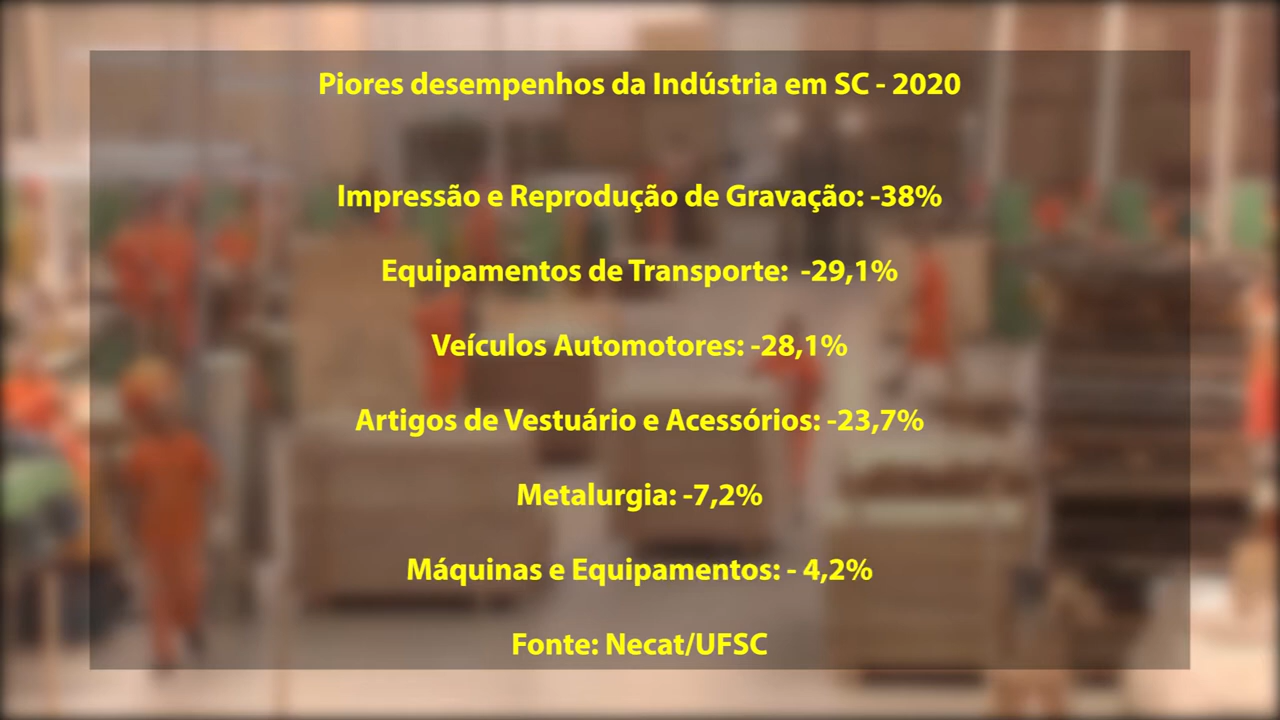 Piores desempenhos da Indústria em SC - 2020
Impressão e Reprodução de Gravação: -38%
Equipamentos de Transporte:  -29,1%
Veículos Automotores: -28,1%
Artigos de Vestuário e Acessórios: -23,7%
Metalurgia: -7,2%
Máquinas e Equipamentos: - 4,2%
Fonte: Necat/UFSC